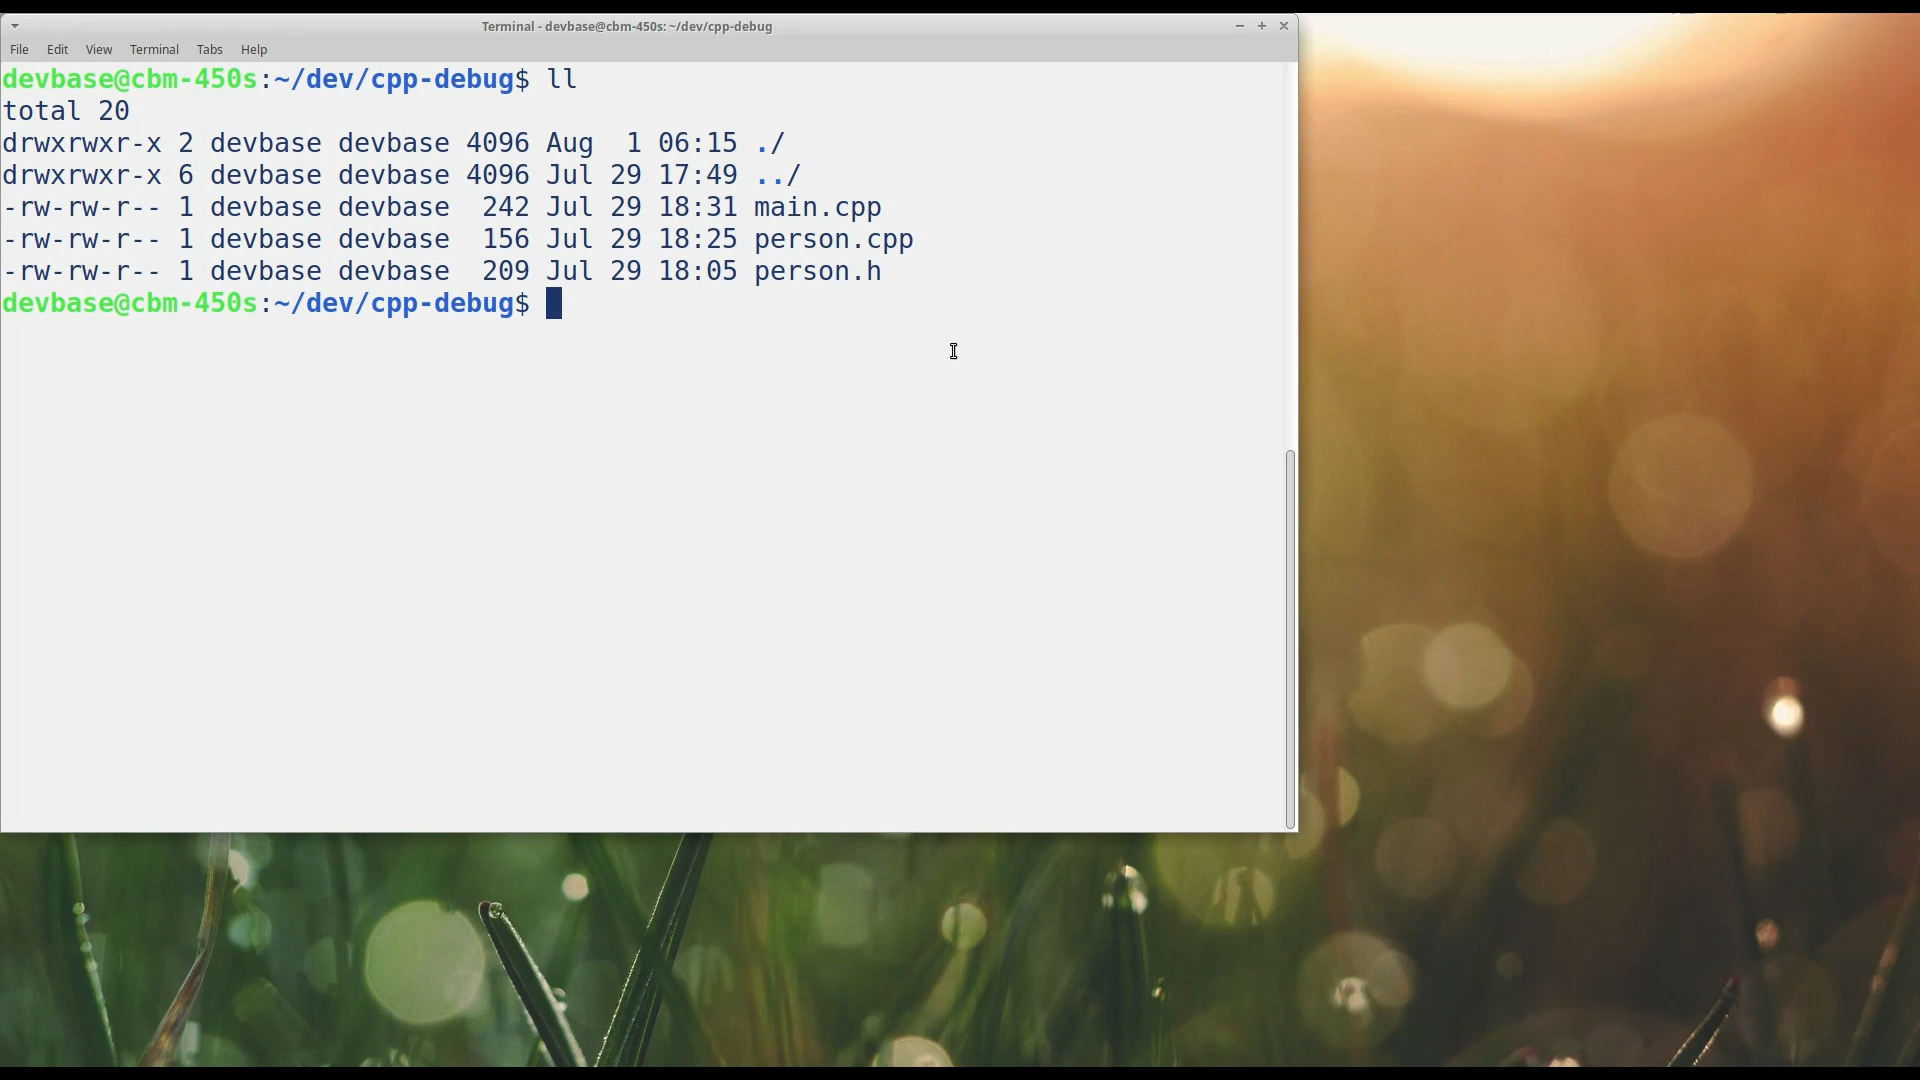 Terminal - devbase@cbm-450s: ~/dev/cpp-debug
File Edit View Terminal Tabs Help
devbase@cbm-450s:~/dev/cpp-debug$ ll
total 20
drwxrwxr-x 2 devbase devbase 4096 Aug  1 06:15 ./
drwxrwxr-x 6 devbase devbase 4096 Jul 29 17:49 ../
-rw-rw-r-- 1 devbase devbase  242 Jul 29 18:31 main.cpp
-rw-rw-r-- 1 devbase devbase  156 Jul 29 18:25 person.cpp
-rw-rw-r-- 1 devbase devbase  209 Jul 29 18:05 person.h
devbase@cbm-450s:~/dev/cpp-debug$